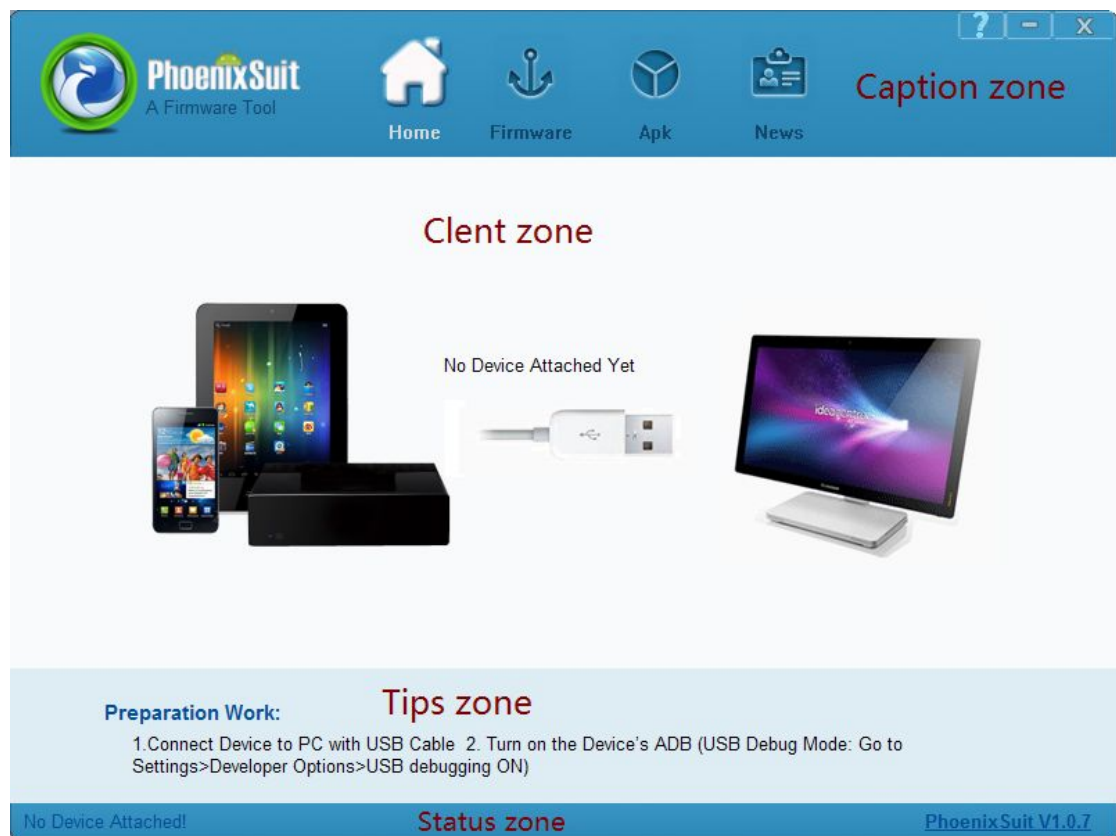 ? - X
PhoenixSuit
A Firmware Tool
Home Firmware Apk News
Caption zone
Clent zone
No Device Attached Yet
Preparation Work:
Tips zone
1.Connect Device to PC with USB Cable 2. Turn on the Device's ADB (USB Debug Mode: Go to
Settings>Developer Options>USB debugging ON)
No Device Attached!
Status zone
PhoenixSuit V1.0.7